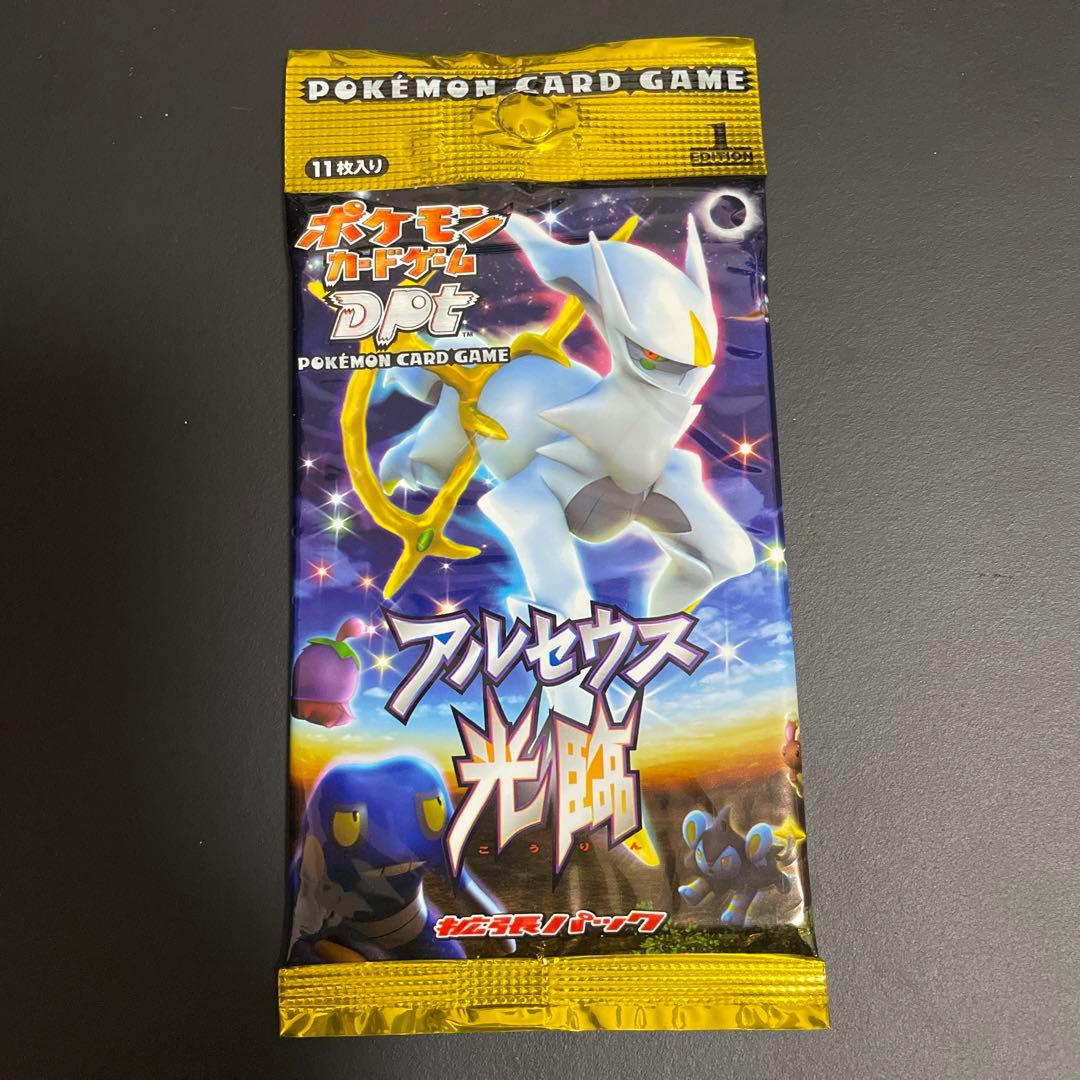 POKÉMON CARD GAME
1
EDITION
11枚入り
ポケモン
カードゲーム
DPt™
POKÉMON CARD GAME
アルセウス
光臨
こうりん
拡張パック